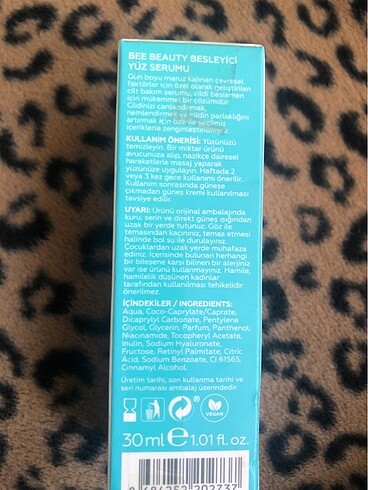 BEE BEAUTY BESLEYİCİ
YÜZ SERUMU
Gün boyu maruz kalınan çevresel
faktörler için özel olarak geliştirilen
cilt bakım serumu, cildi beslemek
için mükemmel bir çözümdür.
Cildinizi canlandırmak,
nemlendirmek ve cildin parlaklığını
artırmak için özenle seçilmiş
içeriklerle zenginleştirilmiştir.
KULLANIM ÖNERİSİ: Yüzünüzü
temizleyin. Bir miktar ürünü
avucunuza alıp, nazikçe dairesel
hareketlerle masaj yaparak
yüzünüze uygulayın. Haftada 2
veya 3 kez gece kullanımı önerilir.
Kullanım sonrasında güneşe
çıkmadan güneş kremi kullanılması
tavsiye edilir.
UYARI: Ürünü orijinal ambalajında
kuru, serin ve direkt güneş ışığından
uzak bir yerde tutunuz. Göz ile
temasından kaçınınız, temas etmesi
halinde bol su ile durulayınız.
Çocuklardan uzak yerde muhafaza
ediniz. İçerisinde bulunan herhangi
bir bileşene karşı bilinen bir alerjiniz
var ise ürünü kullanmayınız. Hamile,
hamilelik düşünen kadınlar
tarafından kullanılması tehlikelidir
önerilmez.
İÇİNDEKİLER / INGREDIENTS:
Aqua, Coco-Caprylate/Caprate,
Dicaprylyl Carbonate, Pentylene
Glycol, Glycerin, Parfum, Panthenol,
Niacinamide, Tocopheryl Acetate,
Inulin, Sodium Hyaluronate,
Fructose, Retinyl Palmitate, Citric
Acid, Sodium Benzoate, CI 61565,
Cinnamyl Alcohol.
Üretim tarihi, son kullanma tarihi ve
seri numarası ambalaj üzerindedir.
VEGAN
30 ml e 1.01 fl. oz.